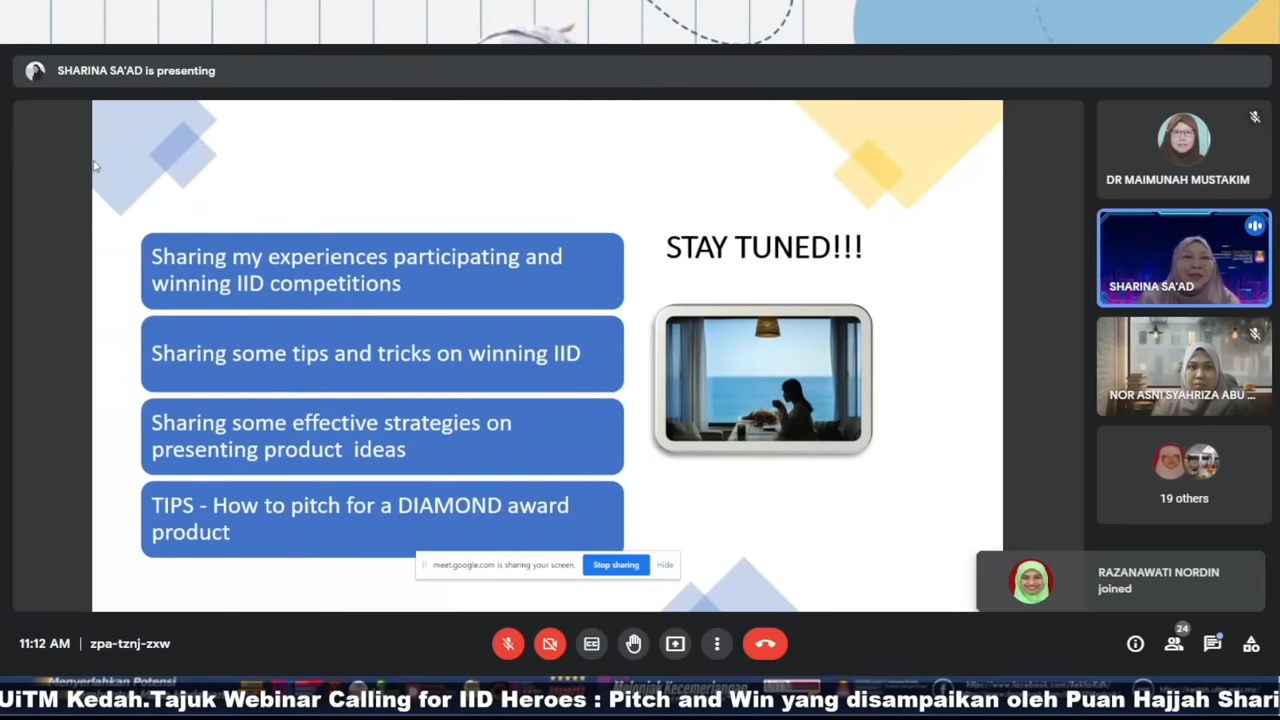 SHARINA SA'AD is presenting
Sharing my experiences participating and
winning IID competitions
Sharing some tips and tricks on winning IID
Sharing some effective strategies on
presenting product ideas
TIPS - How to pitch for a DIAMOND award
product
STAY TUNED!!!
meet.google.com is sharing your screen.
Stop sharing
Hide
DR MAIMUNAH MUSTAKIM
SHARINA SA'AD
NOR ASNI SYAHRIZA ABU ...
19 others
RAZANAWATI NORDIN
joined
11:12 AM | zpa-tznj-zxw
24
Menyerlahkan Potensi
Melonjak Kecemerlangan
UiTM Kedah.Tajuk Webinar Calling for IID Heroes : Pitch and Win yang disampaikan oleh Puan Hajjah Shari